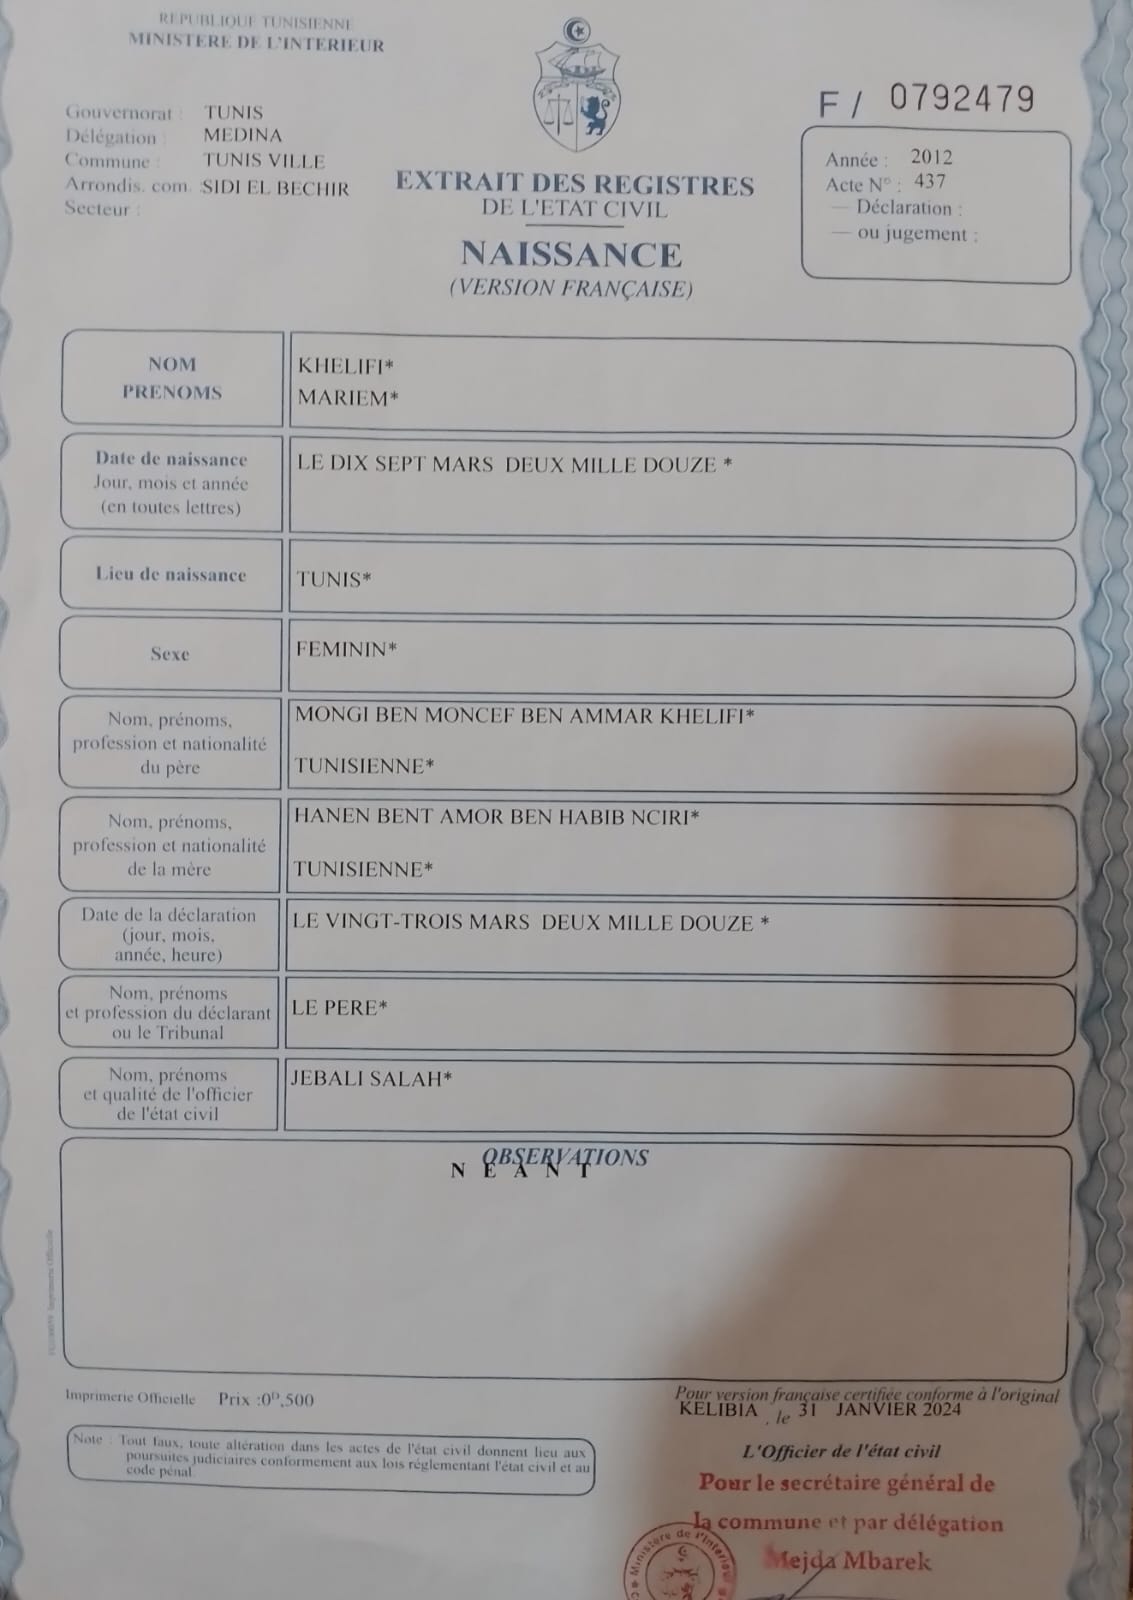 REPUBLIQUE TUNISIENNE
MINISTERE DE L'INTERIEUR
Gouvernorat : TUNIS
Délégation : MEDINA
Commune : TUNIS VILLE
Arrondis. com. : SIDI EL BECHIR
Secteur :
F/ 0792479
Année : 2012
Acte N° : 437
— Déclaration :
— ou jugement :
EXTRAIT DES REGISTRES
DE L'ETAT CIVIL
NAISSANCE
(VERSION FRANÇAISE)
NOM KHELIFI*
PRENOMS MARIEM*
Date de naissance LE DIX SEPT MARS DEUX MILLE DOUZE *
Jour, mois et année
(en toutes lettres)
Lieu de naissance TUNIS*
Sexe FEMININ*
Nom, prénoms, MONGI BEN MONCEF BEN AMMAR KHELIFI*
profession et nationalité
du père TUNISIENNE*
Nom, prénoms, HANEN BENT AMOR BEN HABIB NCIRI*
profession et nationalité
de la mère TUNISIENNE*
Date de la déclaration LE VINGT-TROIS MARS DEUX MILLE DOUZE *
(jour, mois,
année, heure)
Nom, prénoms
et profession du déclarant LE PERE*
ou le Tribunal
Nom, prénoms JEBALI SALAH*
et qualité de l'officier
de l'état civil
OBSERVATIONS
N E A N T
Imprimerie Officielle Prix :0ᴰ,500
Pour version française certifiée conforme à l'original
KELIBIA , le 31 JANVIER 2024
Note : Tout faux, toute altération dans les actes de l'état civil donnent lieu aux
poursuites judiciaires conformement aux lois réglementant l'état civil et au
code pénal.
L'Officier de l'état civil
Pour le secrétaire général de
la commune et par délégation
Mejda Mbarek
Ministère de l'Interieur